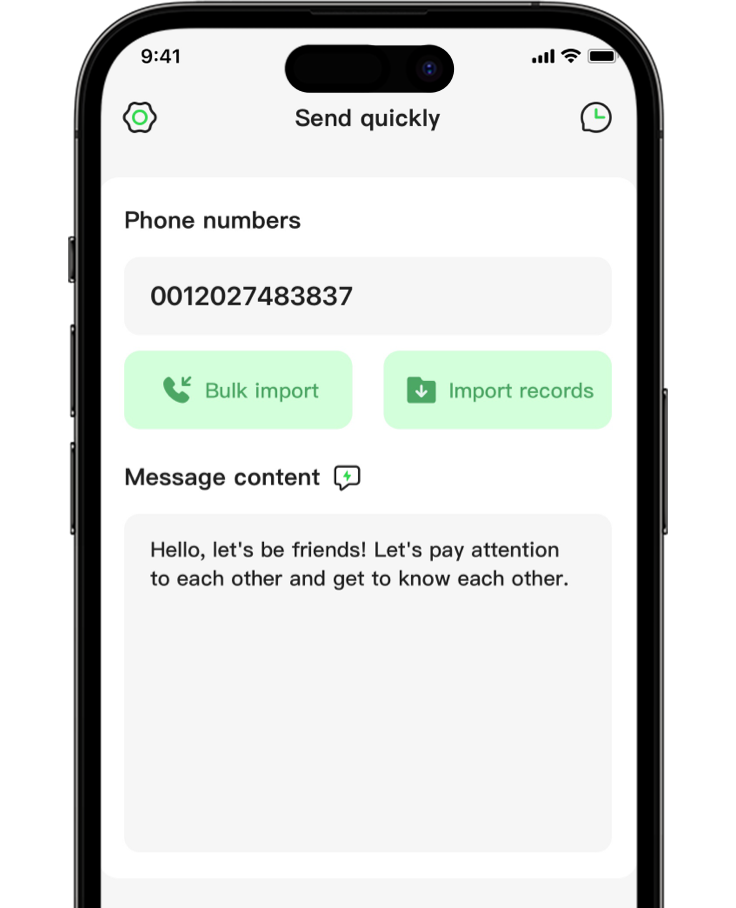 9:41
Send quickly
Phone numbers
0012027483837
Bulk import
Import records
Message content
Hello, let's be friends! Let's pay attention
to each other and get to know each other.